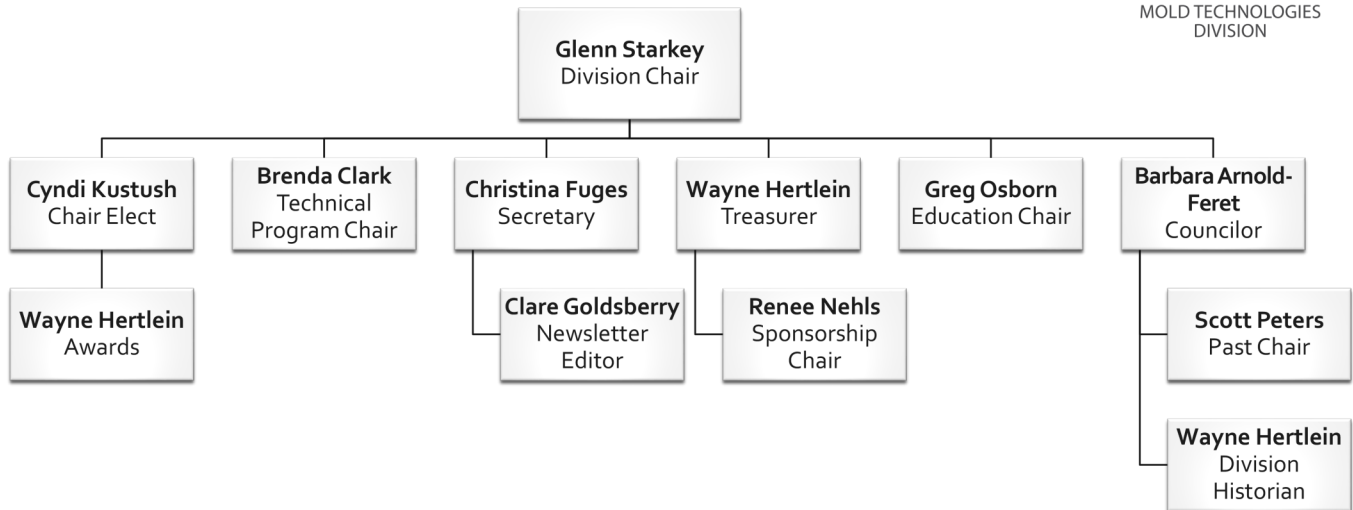 MOLD TECHNOLOGIES
DIVISION
Glenn Starkey
Division Chair
Cyndi Kustush
Chair Elect
Brenda Clark
Technical
Program Chair
Christina Fuges
Secretary
Wayne Hertlein
Treasurer
Greg Osborn
Education Chair
Barbara Arnold-
Feret
Councilor
Wayne Hertlein
Awards
Clare Goldsberry
Newsletter
Editor
Renee Nehls
Sponsorship
Chair
Scott Peters
Past Chair
Wayne Hertlein
Division
Historian